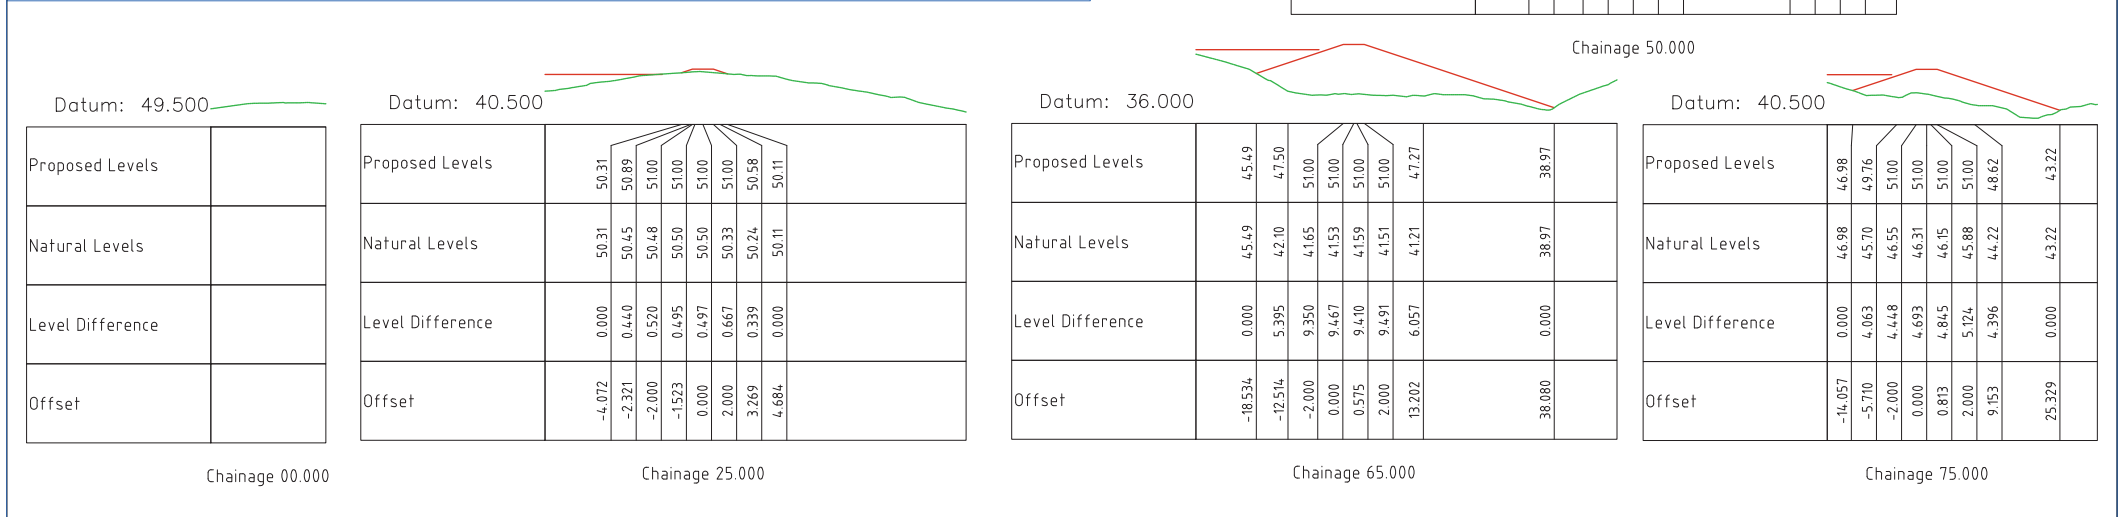 Chainage 50.000
Datum: 49.500
Proposed Levels
Natural Levels
Level Difference
Offset
Chainage 00.000
Datum: 40.500
Proposed Levels 50.31 50.89 51.00 51.00 51.00 51.00 50.58 50.11
Natural Levels 50.31 50.45 50.48 50.50 50.50 50.33 50.24 50.11
Level Difference 0.000 0.440 0.520 0.495 0.497 0.667 0.339 0.000
Offset -4.072 -2.321 -2.000 -1.523 0.000 2.000 3.269 4.684
Chainage 25.000
Datum: 36.000
Proposed Levels 45.49 47.50 51.00 51.00 51.00 51.00 47.27 38.97
Natural Levels 45.49 42.10 41.65 41.53 41.59 41.51 41.21 38.97
Level Difference 0.000 5.395 9.350 9.467 9.410 9.491 6.057 0.000
Offset -18.534 -12.514 -2.000 0.000 0.575 2.000 13.202 38.080
Chainage 65.000
Datum: 40.500
Proposed Levels 46.98 49.76 51.00 51.00 51.00 51.00 48.62 43.22
Natural Levels 46.98 45.70 46.55 46.31 46.15 45.88 44.22 43.22
Level Difference 0.000 4.063 4.448 4.693 4.845 5.124 4.396 0.000
Offset -14.057 -5.710 -2.000 0.000 0.813 2.000 9.153 25.329
Chainage 75.000